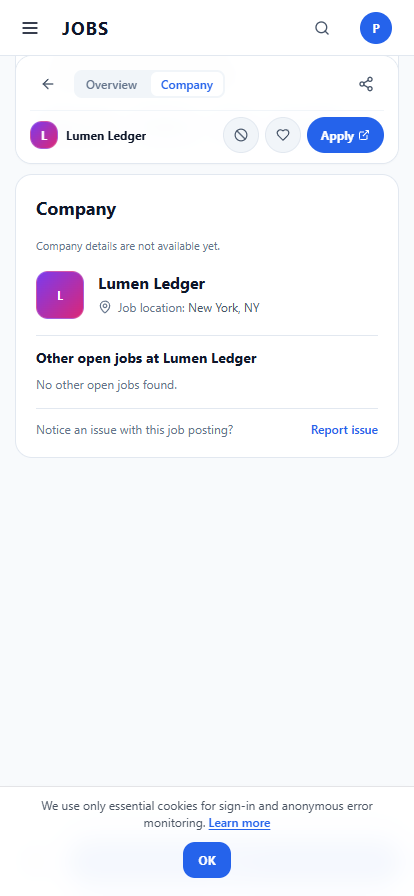 JOBS
P
Overview
Company
L
Lumen Ledger
Apply
Company
Company details are not available yet.
L
Lumen Ledger
Job location: New York, NY
Other open jobs at Lumen Ledger
No other open jobs found.
Notice an issue with this job posting?
Report issue
We use only essential cookies for sign-in and anonymous error
monitoring. Learn more
OK